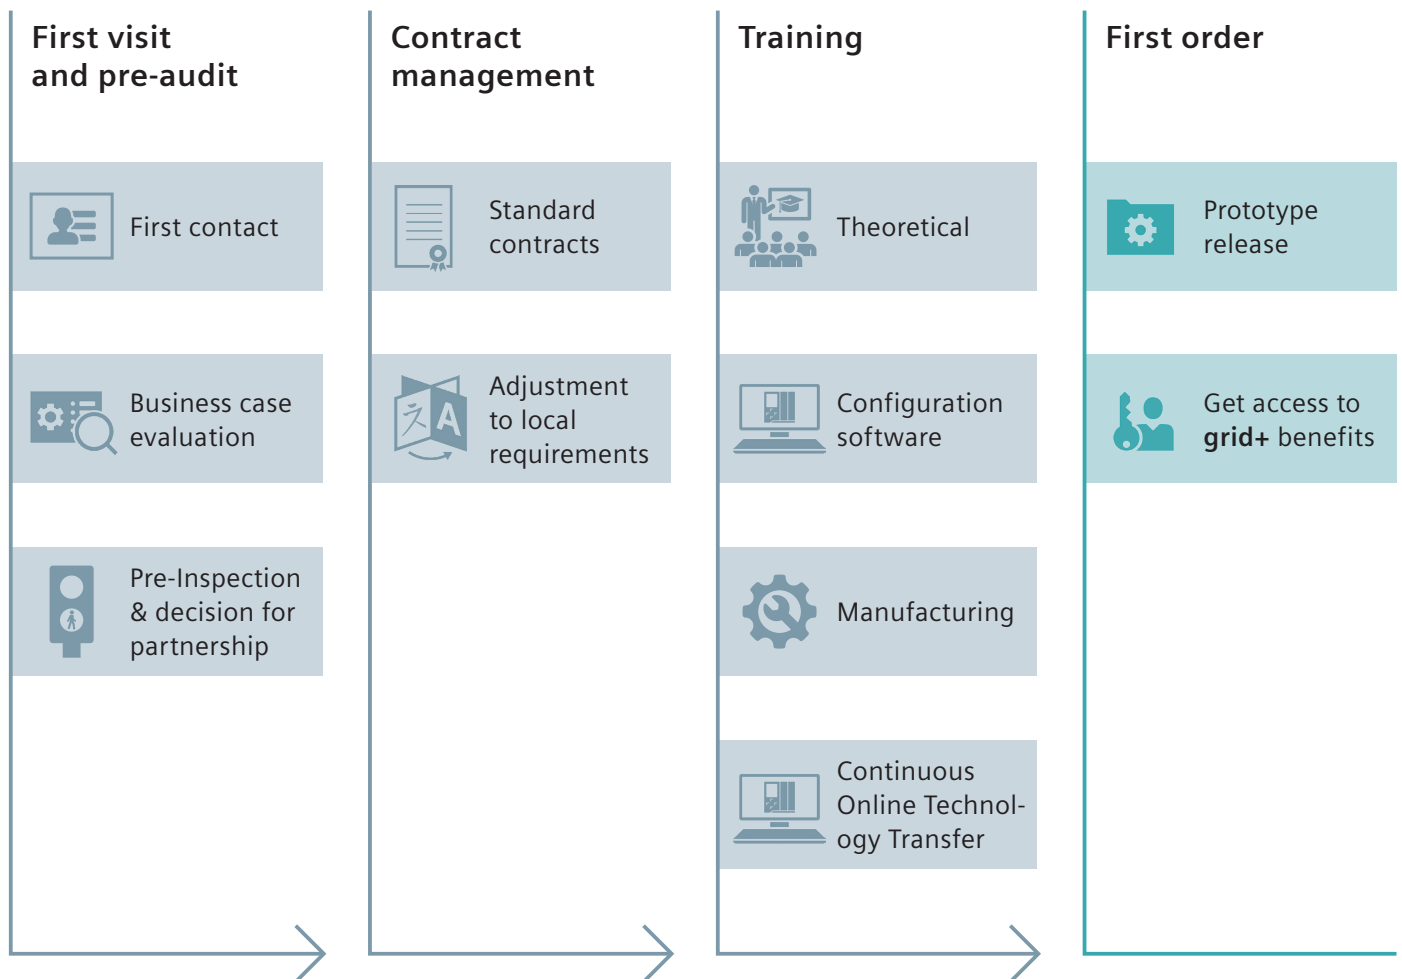 First visit
and pre-audit
First contact
Business case
evaluation
Pre-Inspection
& decision for
partnership
Contract
management
Standard
contracts
Adjustment
to local
requirements
Training
Theoretical
Configuration
software
Manufacturing
Continuous
Online Technol-
ogy Transfer
First order
Prototype
release
Get access to
grid+ benefits